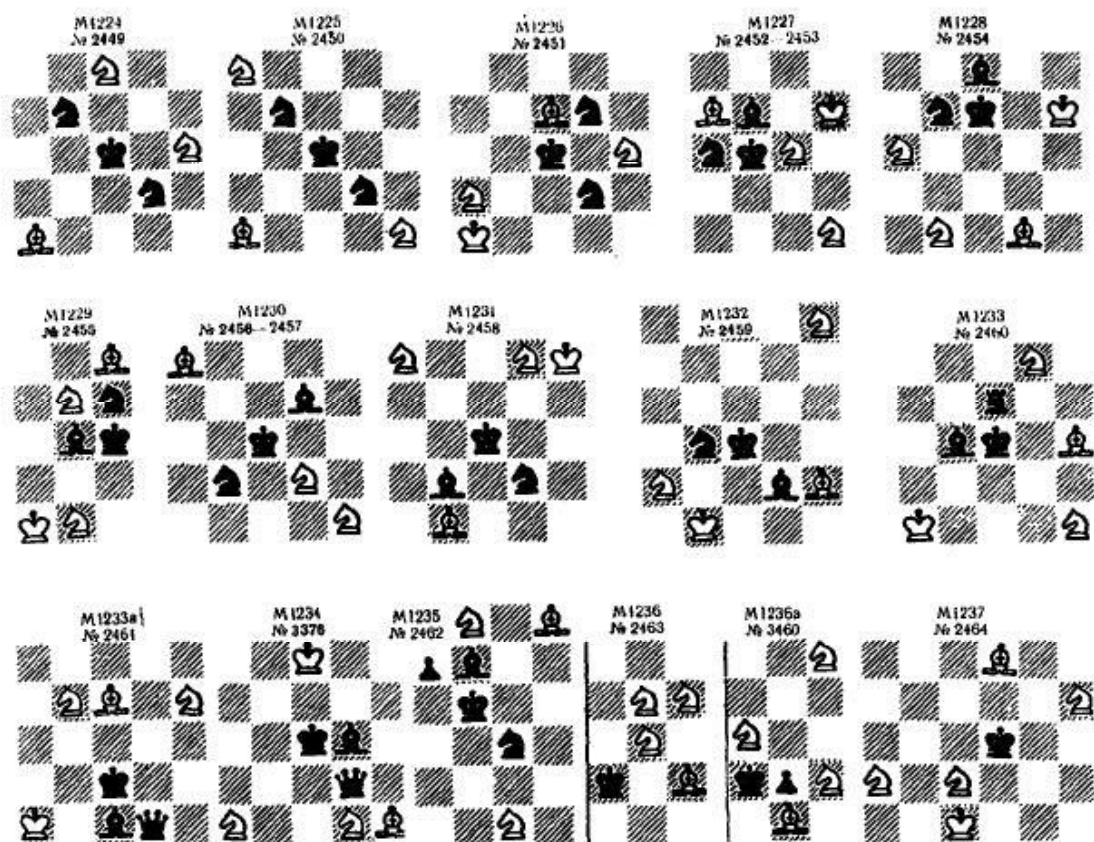 M1224
№ 2449
M1225
№ 2450
M1226
№ 2451
M1227
№ 2452–2453
M1228
№ 2454
M1229
№ 2455
M1230
№ 2456–2457
M1231
№ 2458
M1232
№ 2459
M1233
№ 2460
M1233a
№ 2461
M1234
№ 3376
M1235
№ 2462
M1236
№ 2463
M1236a
№ 3460
M1237
№ 2464